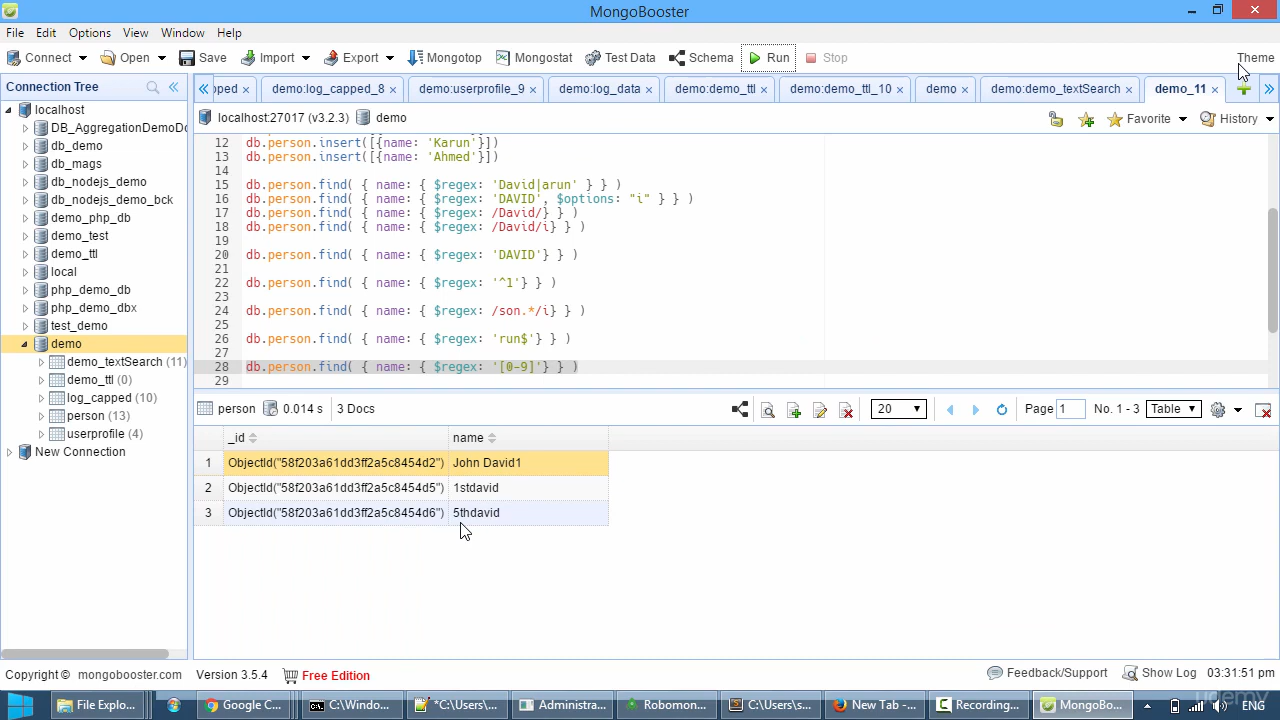 MongoBooster
File Edit Options View Window Help
Connect Open Save Import Export Mongotop Mongostat Test Data Schema Run Stop Theme
Connection Tree
pped × demo:log_capped_8 × demo:userprofile_9 × demo:log_data × demo:demo_ttl × demo:demo_ttl_10 × demo × demo:demo_textSearch × demo_11 ×
localhost:27017 (v3.2.3) demo Favorite History
localhost
DB_AggregationDemoDo
db_demo
db_mags
db_nodejs_demo
db_nodejs_demo_bck
demo_php_db
demo_test
demo_ttl
local
php_demo_db
php_demo_dbx
test_demo
demo
demo_textSearch (11)
demo_ttl (0)
log_capped (10)
person (13)
userprofile (4)
New Connection
12 db.person.insert([{name: 'Karun'}])
13 db.person.insert([{name: 'Ahmed'}])
14
15 db.person.find( { name: { $regex: 'David|arun' } } )
16 db.person.find( { name: { $regex: 'DAVID', $options: "i" } } )
17 db.person.find( { name: { $regex: /David/} } )
18 db.person.find( { name: { $regex: /David/i} } )
19
20 db.person.find( { name: { $regex: 'DAVID'} } )
21
22 db.person.find( { name: { $regex: '^1'} } )
23
24 db.person.find( { name: { $regex: /son.*/i} } )
25
26 db.person.find( { name: { $regex: 'run$'} } )
27
28 db.person.find( { name: { $regex: '[0-9]'} } )
29
person 0.014 s 3 Docs 20 Page 1 No. 1 - 3 Table
_id name
1 ObjectId("58f203a61dd3ff2a5c8454d2") John David1
2 ObjectId("58f203a61dd3ff2a5c8454d5") 1stdavid
3 ObjectId("58f203a61dd3ff2a5c8454d6") 5thdavid
Copyright © mongobooster.com Version 3.5.4 Free Edition Feedback/Support Show Log 03:31:51 pm
File Explo... Google C... C:\Windo... *C:\Users\... Administra... Robomon... C:\Users\s... New Tab -... Recording... MongoBo... ENG
udemy